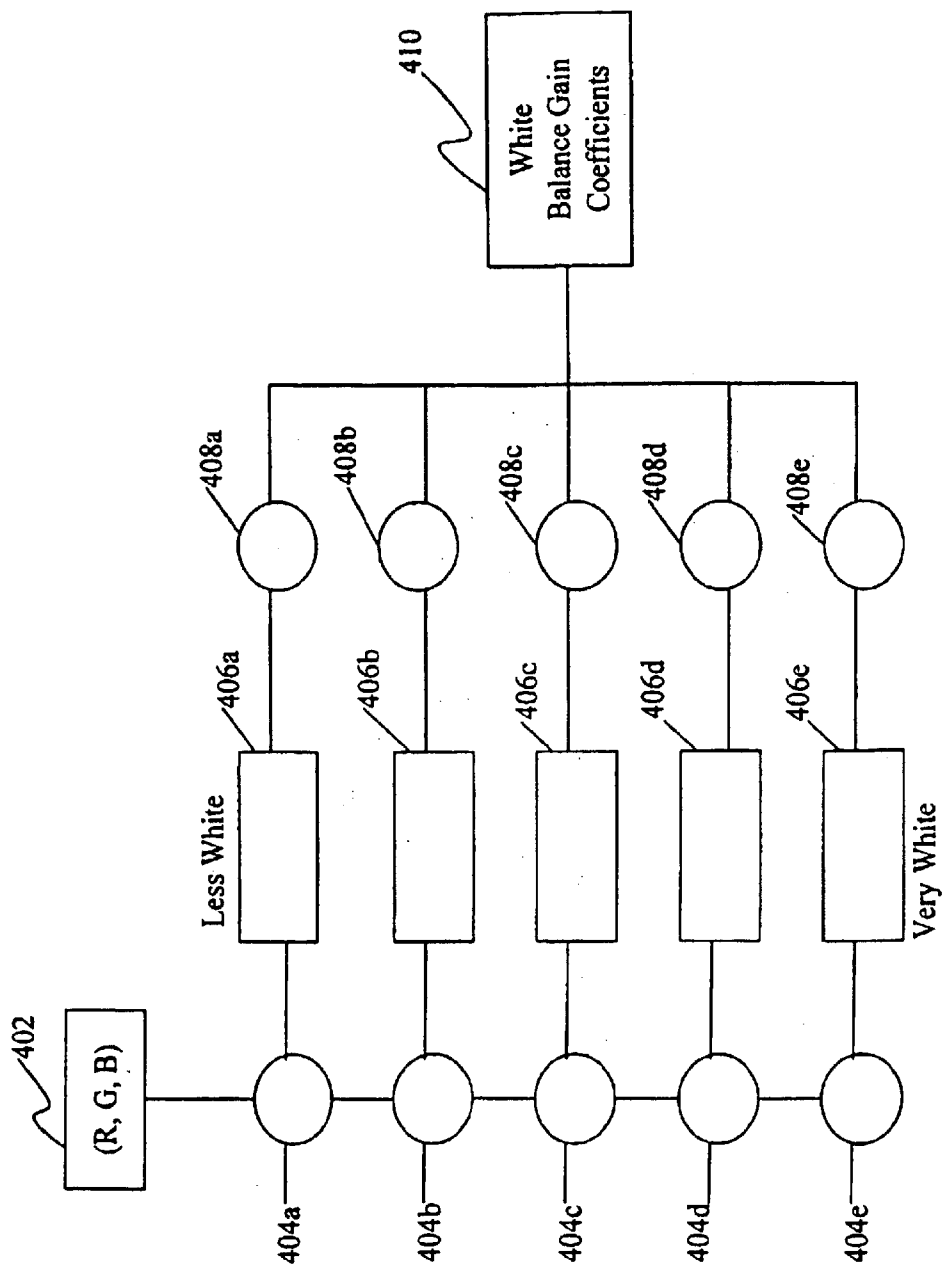 402
(R, G, B)
404a
404b
404c
404d
404e
Less White
Very White
406a
406b
406c
406d
406e
408a
408b
408c
408d
408e
410
White
Balance Gain
Coefficients